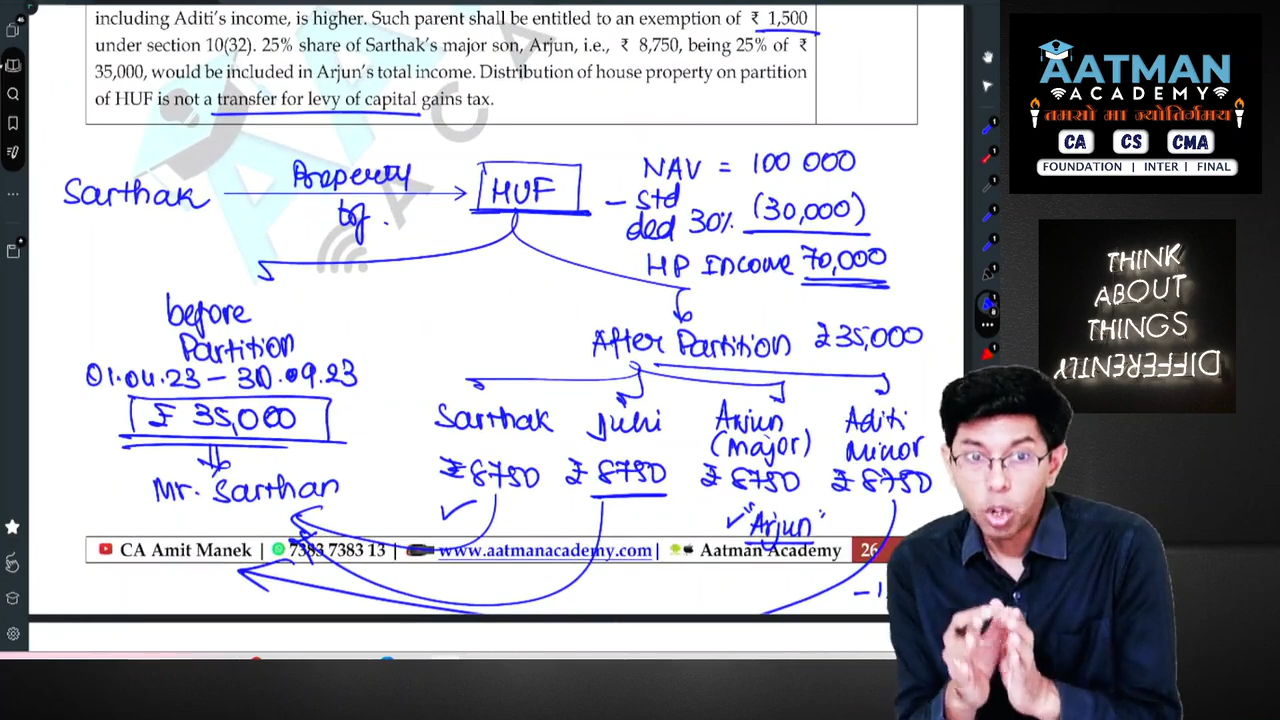 including Aditi's income, is higher. Such parent shall be entitled to an exemption of ₹ 1,500
under section 10(32). 25% share of Sarthak's major son, Arjun, i.e., ₹ 8,750, being 25% of ₹
35,000, would be included in Arjun's total income. Distribution of house property on partition
of HUF is not a transfer for levy of capital gains tax.
Sarthak
Property
tf.
HUF
NAV = 100 000
- Std
ded 30% (30,000)
HP Income 70,000
before
Partition
01.04.23 - 30.09.23
₹ 35,000
Mr. Sarthan
After Partition ₹35,000
Sarthak
₹8750
Juhi
₹8750
Arjun
(major)
₹8750
"Arjun"
Aditi
minor
₹8750
CA Amit Manek | 7383 7383 13 | www.aatmanacademy.com | Aatman Academy 26
AATMAN
ACADEMY
तमसो मा ज्योतिर्गमय
CA CS CMA
FOUNDATION | INTER | FINAL
THINK
ABOUT
THINGS
DIFFERENTLY